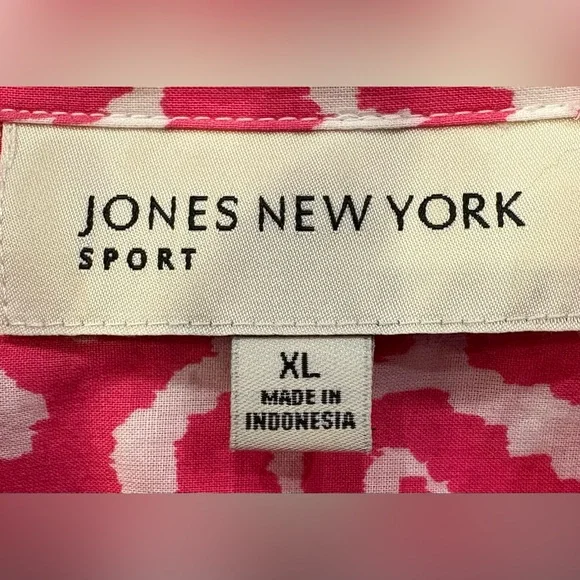 JONES NEW YORK
SPORT
XL
MADE IN
INDONESIA